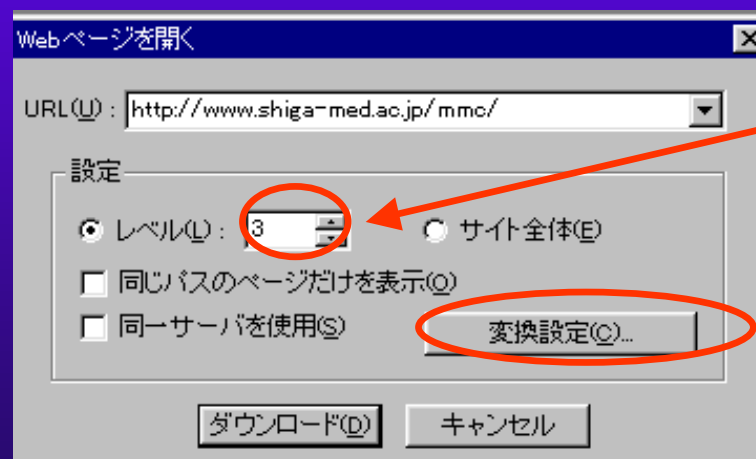 Webページを開く
URL(U) : http://www.shiga-med.ac.jp/mmc/
設定
レベル(L) : 3 サイト全体(E)
同じパスのページだけを表示(O)
同一サーバを使用(S) 変換設定(C)...
ダウンロード(D) キャンセル